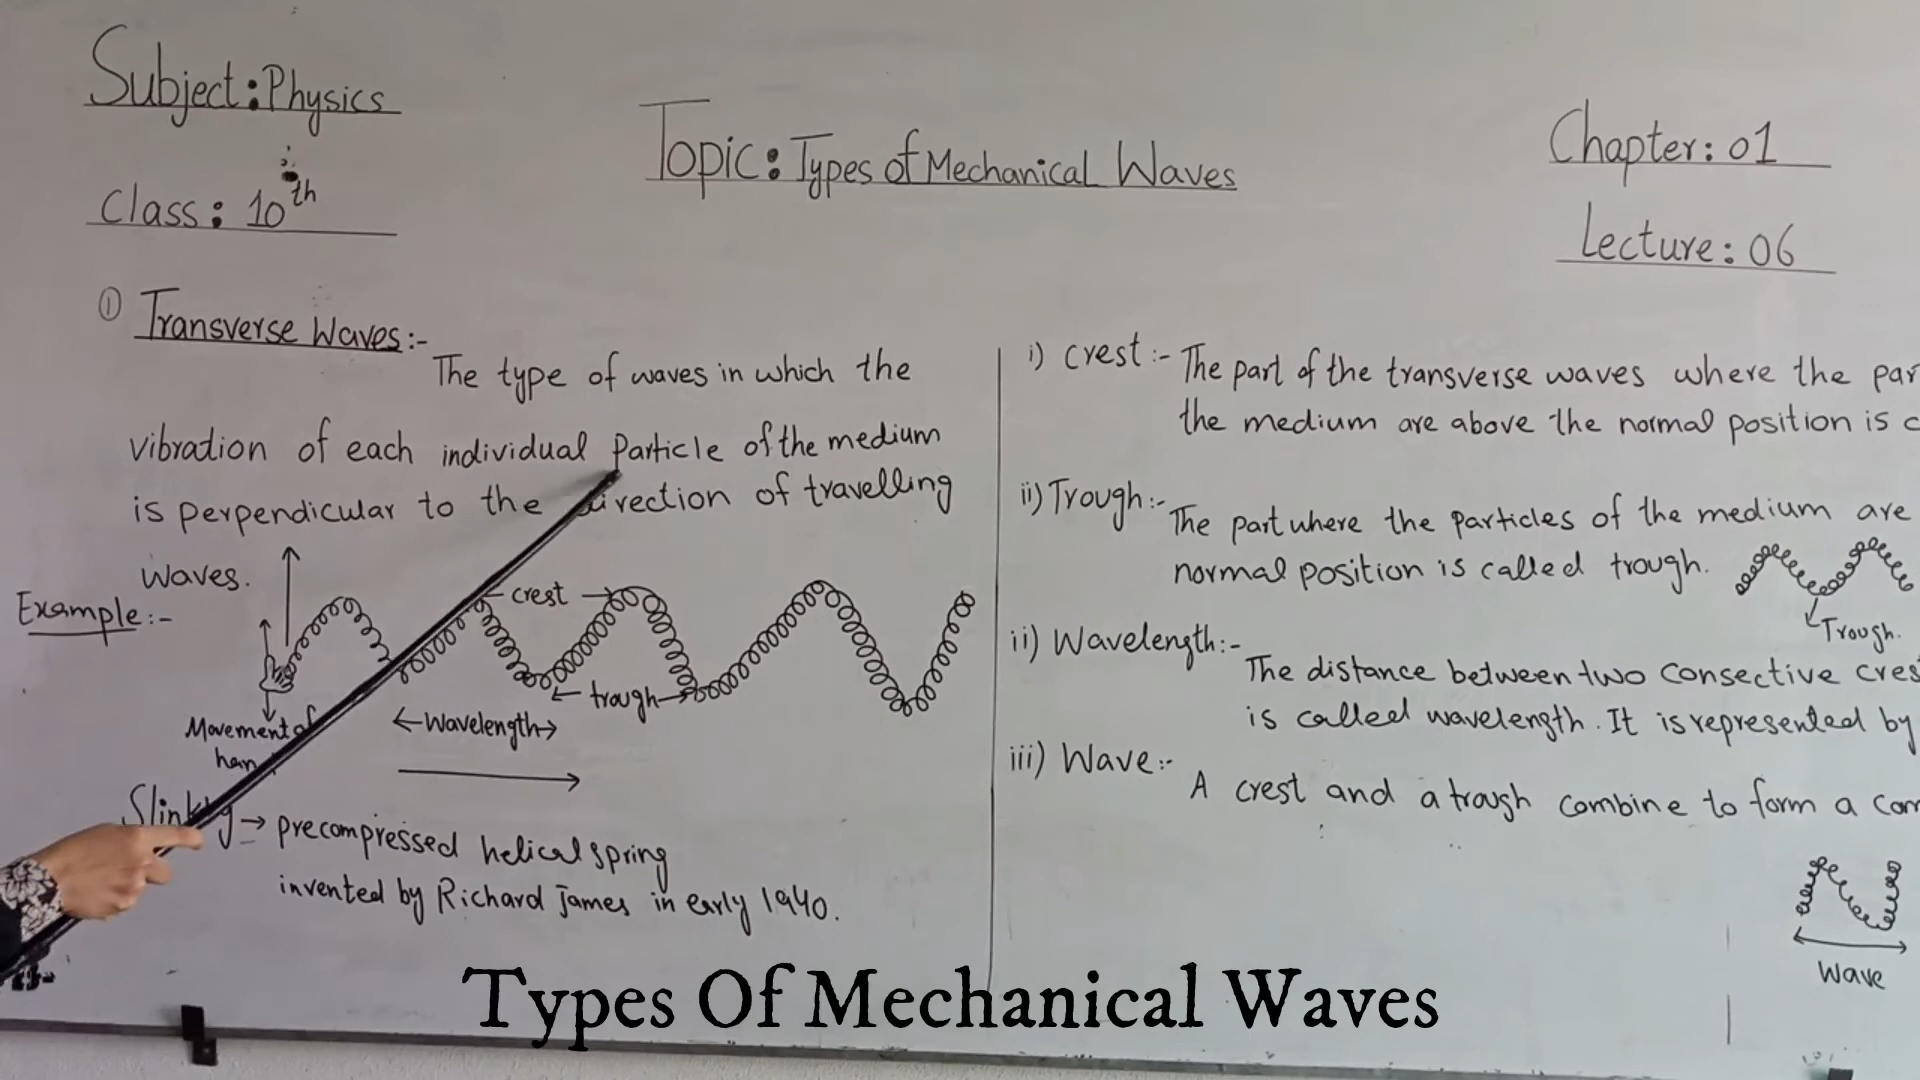 Subject: Physics
Class: 10th
Topic: Types of Mechanical Waves
Chapter: 01
Lecture: 06
① Transverse Waves:-
The type of waves in which the
vibration of each individual Particle of the medium
is perpendicular to the direction of travelling
waves.
Example:-
crest
trough
Wavelength
Movement of
Slinky → precompressed helical spring
invented by Richard James in early 1940.
i) Crest:- The part of the transverse waves where the
the medium are above the normal position is
ii) Trough:- The part where the particles of the medium are
normal position is called trough.
Trough.
ii) Wavelength:-
The distance between two consective
is called wavelength. It is represented by
iii) Wave:-
A crest and a trough combine to form a
Wave
Types Of Mechanical Waves